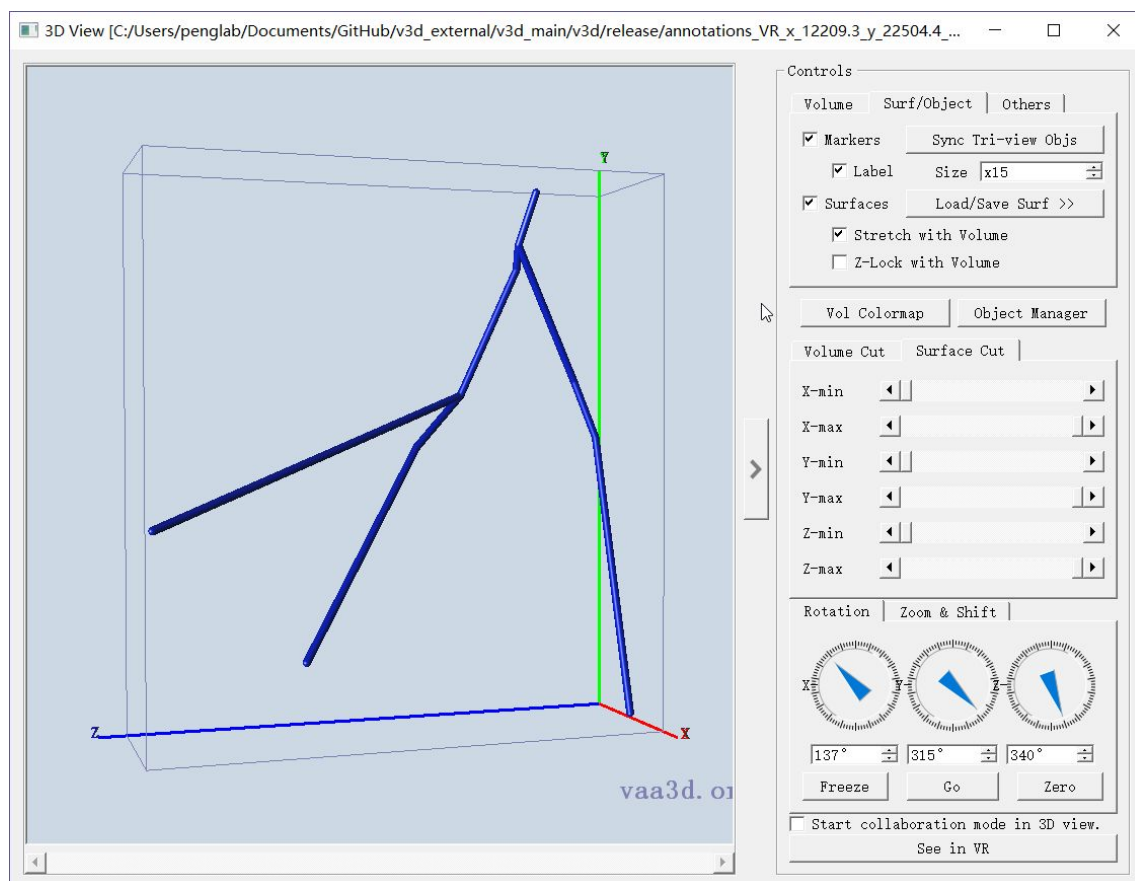 3D View [C:/Users/penglab/Documents/GitHub/v3d_external/v3d_main/v3d/release/annotations_VR_x_12209.3_y_22504.4_...
Y
Z
X
vaa3d.or
Controls
Volume Surf/Object Others
Markers Sync Tri-view Objs
Label Size x15
Surfaces Load/Save Surf >>
Stretch with Volume
Z-Lock with Volume
Vol Colormap Object Manager
Volume Cut Surface Cut
X-min
X-max
Y-min
Y-max
Z-min
Z-max
Rotation Zoom & Shift
X Y Z
137° 315° 340°
Freeze Go Zero
Start collaboration mode in 3D view.
See in VR